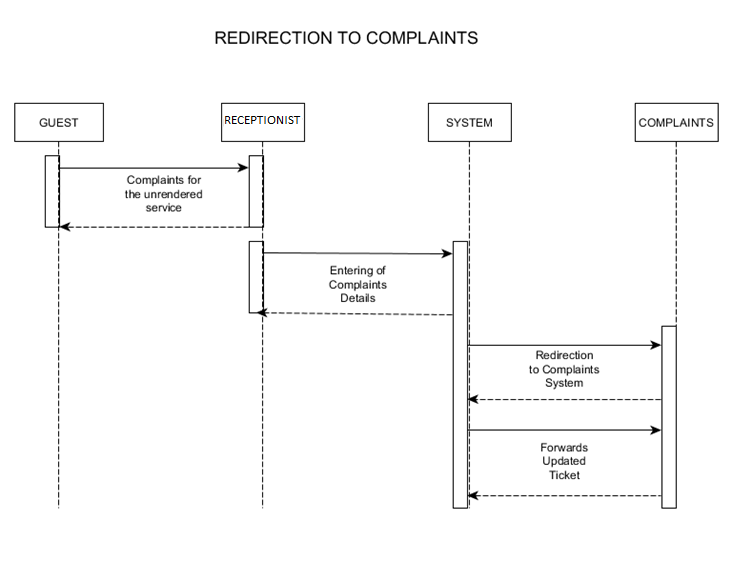 REDIRECTION TO COMPLAINTS
GUEST
RECEPTIONIST
SYSTEM
COMPLAINTS
Complaints for
the unrendered
service
Entering of
Complaints
Details
Redirection
to Complaints
System
Forwards
Updated
Ticket